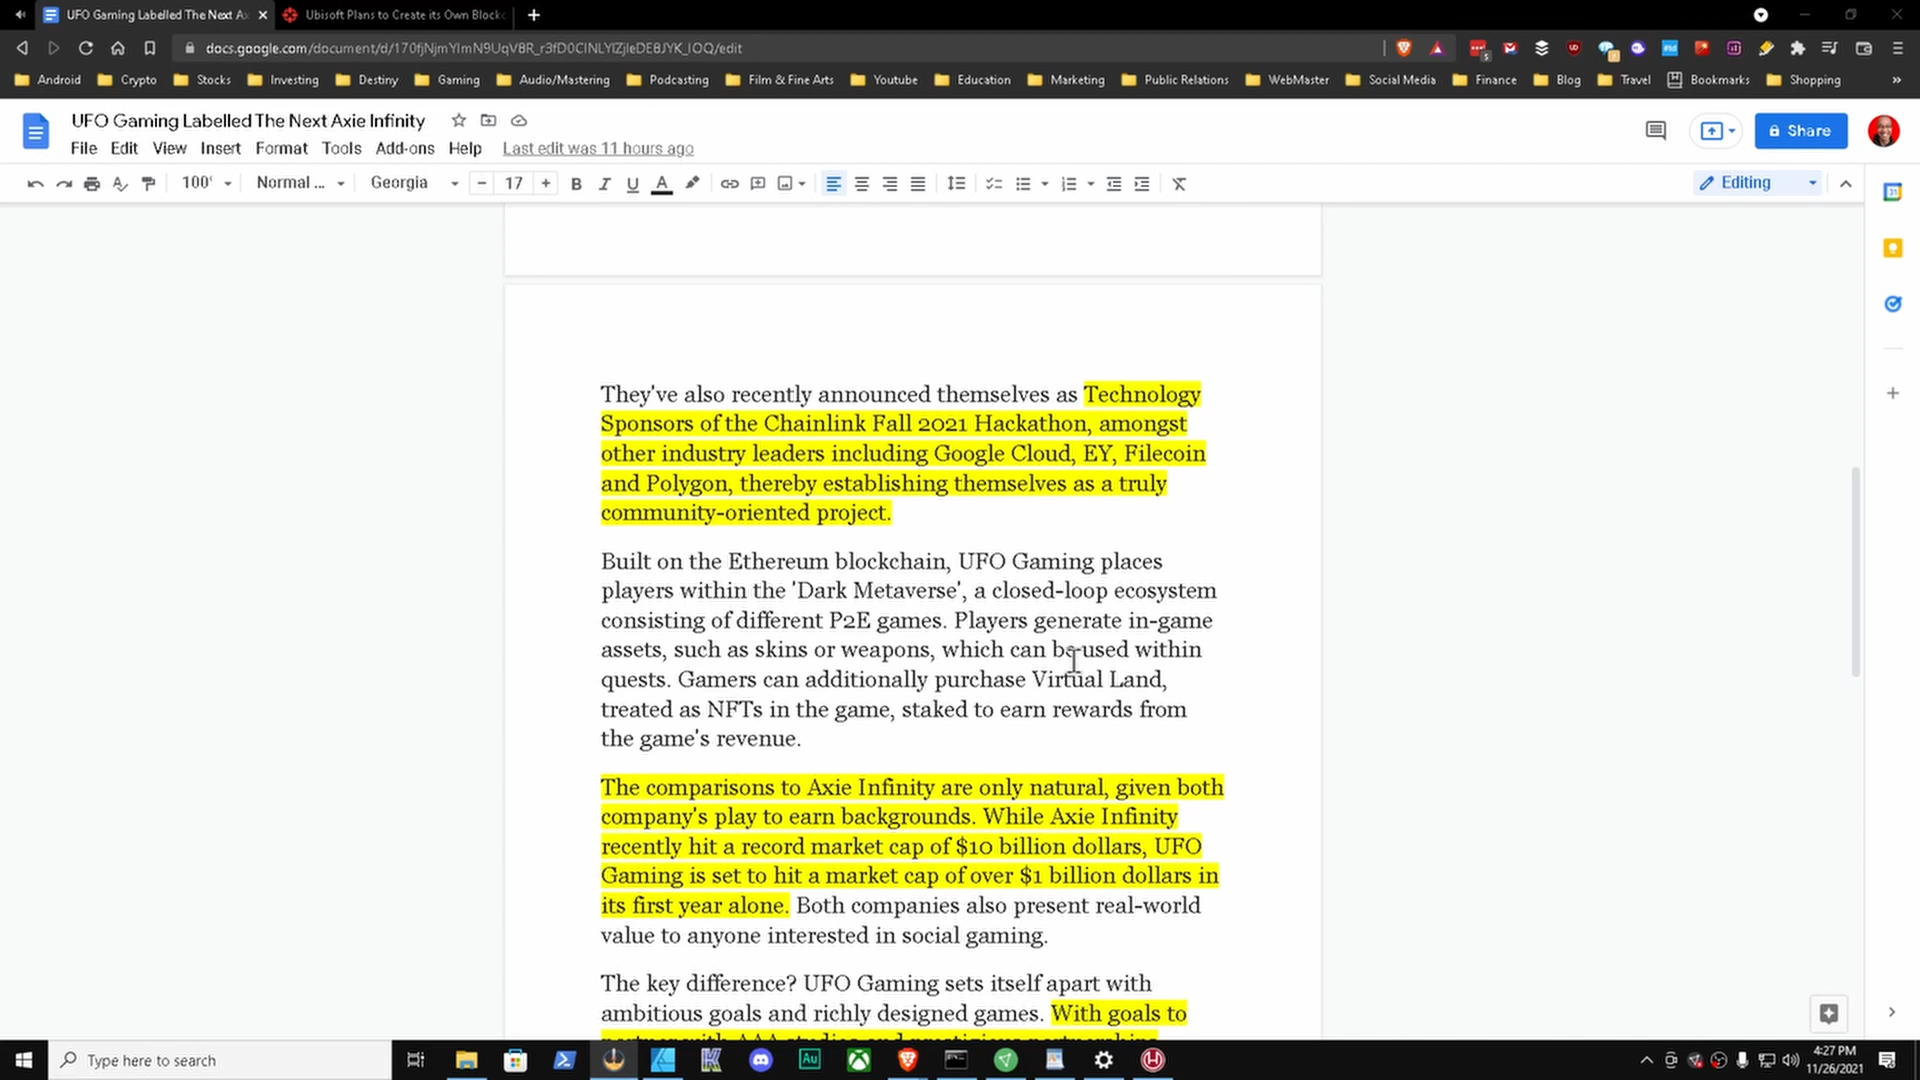 UFO Gaming Labelled The Next Ax
Ubisoft Plans to Create its Own Blockc
docs.google.com/document/d/170fjNjmYImN9UqV8R_r3fD0CINLYIZjleDE8JYK_IOQ/edit
Android Crypto Stocks Investing Destiny Gaming Audio/Mastering Podcasting Film & Fine Arts Youtube Education Marketing Public Relations WebMaster Social Media Finance Blog Travel Bookmarks Shopping
UFO Gaming Labelled The Next Axie Infinity
Share
File Edit View Insert Format Tools Add-ons Help Last edit was 11 hours ago
100% Normal ... Georgia 17 B I U A Editing
They've also recently announced themselves as Technology
Sponsors of the Chainlink Fall 2021 Hackathon, amongst
other industry leaders including Google Cloud, EY, Filecoin
and Polygon, thereby establishing themselves as a truly
community-oriented project.
Built on the Ethereum blockchain, UFO Gaming places
players within the 'Dark Metaverse', a closed-loop ecosystem
consisting of different P2E games. Players generate in-game
assets, such as skins or weapons, which can be used within
quests. Gamers can additionally purchase Virtual Land,
treated as NFTs in the game, staked to earn rewards from
the game's revenue.
The comparisons to Axie Infinity are only natural, given both
company's play to earn backgrounds. While Axie Infinity
recently hit a record market cap of $10 billion dollars, UFO
Gaming is set to hit a market cap of over $1 billion dollars in
its first year alone. Both companies also present real-world
value to anyone interested in social gaming.
The key difference? UFO Gaming sets itself apart with
ambitious goals and richly designed games. With goals to
partner with AAA studios and prestigious partnerships
Type here to search
4:27 PM
11/26/2021